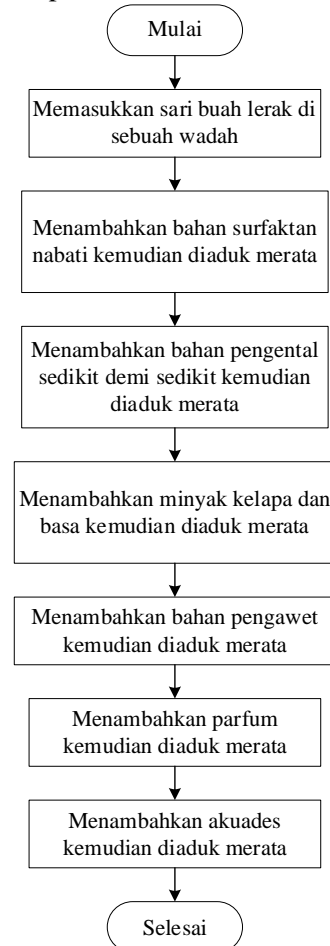 Mulai
Memasukkan sari buah lerak di
sebuah wadah
Menambahkan bahan surfaktan
nabati kemudian diaduk merata
Menambahkan bahan pengental
sedikit demi sedikit kemudian
diaduk merata
Menambahkan minyak kelapa dan
basa kemudian diaduk merata
Menambahkan bahan pengawet
kemudian diaduk merata
Menambahkan parfum
kemudian diaduk merata
Menambahkan akuades
kemudian diaduk merata
Selesai